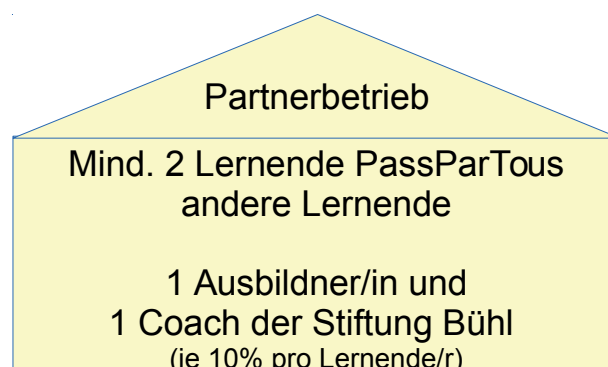 Partnerbetrieb
Mind. 2 Lernende PassParTous
andere Lernende
1 Ausbildner/in und
1 Coach der Stiftung Bühl
(je 10% pro Lernende/r)